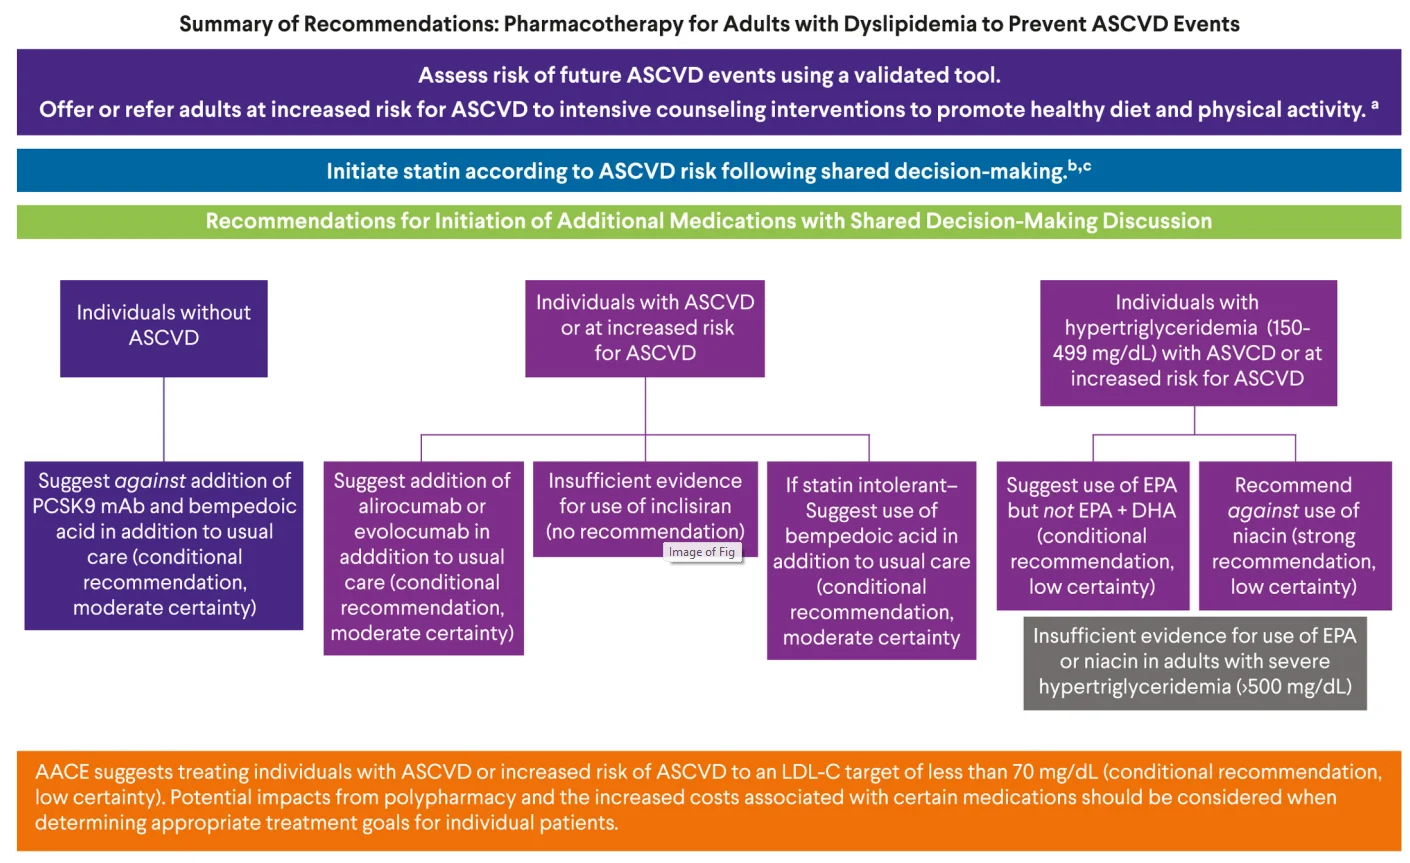 Summary of Recommendations: Pharmacotherapy for Adults with Dyslipidemia to Prevent ASCVD Events
Assess risk of future ASCVD events using a validated tool.
Offer or refer adults at increased risk for ASCVD to intensive counseling interventions to promote healthy diet and physical activity. a
Initiate statin according to ASCVD risk following shared decision-making.b,c
Recommendations for Initiation of Additional Medications with Shared Decision-Making Discussion
Individuals without
ASCVD
Individuals with ASCVD
or at increased risk
for ASCVD
Individuals with
hypertriglyceridemia (150-
499 mg/dL) with ASVCD or at
increased risk for ASCVD
Suggest against addition of
PCSK9 mAb and bempedoic
acid in addition to usual
care (conditional
recommendation,
moderate certainty)
Suggest addition of
alirocumab or
evolocumab in
adddition to usual
care (conditional
recommendation,
moderate certainty)
Insufficient evidence
for use of inclisiran
(no recommendation)
Image of Fig
If statin intolerant–
Suggest use of
bempedoic acid in
addition to usual care
(conditional
recommendation,
moderate certainty
Suggest use of EPA
but not EPA + DHA
(conditional
recommendation,
low certainty)
Recommend
against use of
niacin (strong
recommendation,
low certainty)
Insufficient evidence for use of EPA
or niacin in adults with severe
hypertriglyceridemia (›500 mg/dL)
AACE suggests treating individuals with ASCVD or increased risk of ASCVD to an LDL-C target of less than 70 mg/dL (conditional recommendation,
low certainty). Potential impacts from polypharmacy and the increased costs associated with certain medications should be considered when
determining appropriate treatment goals for individual patients.